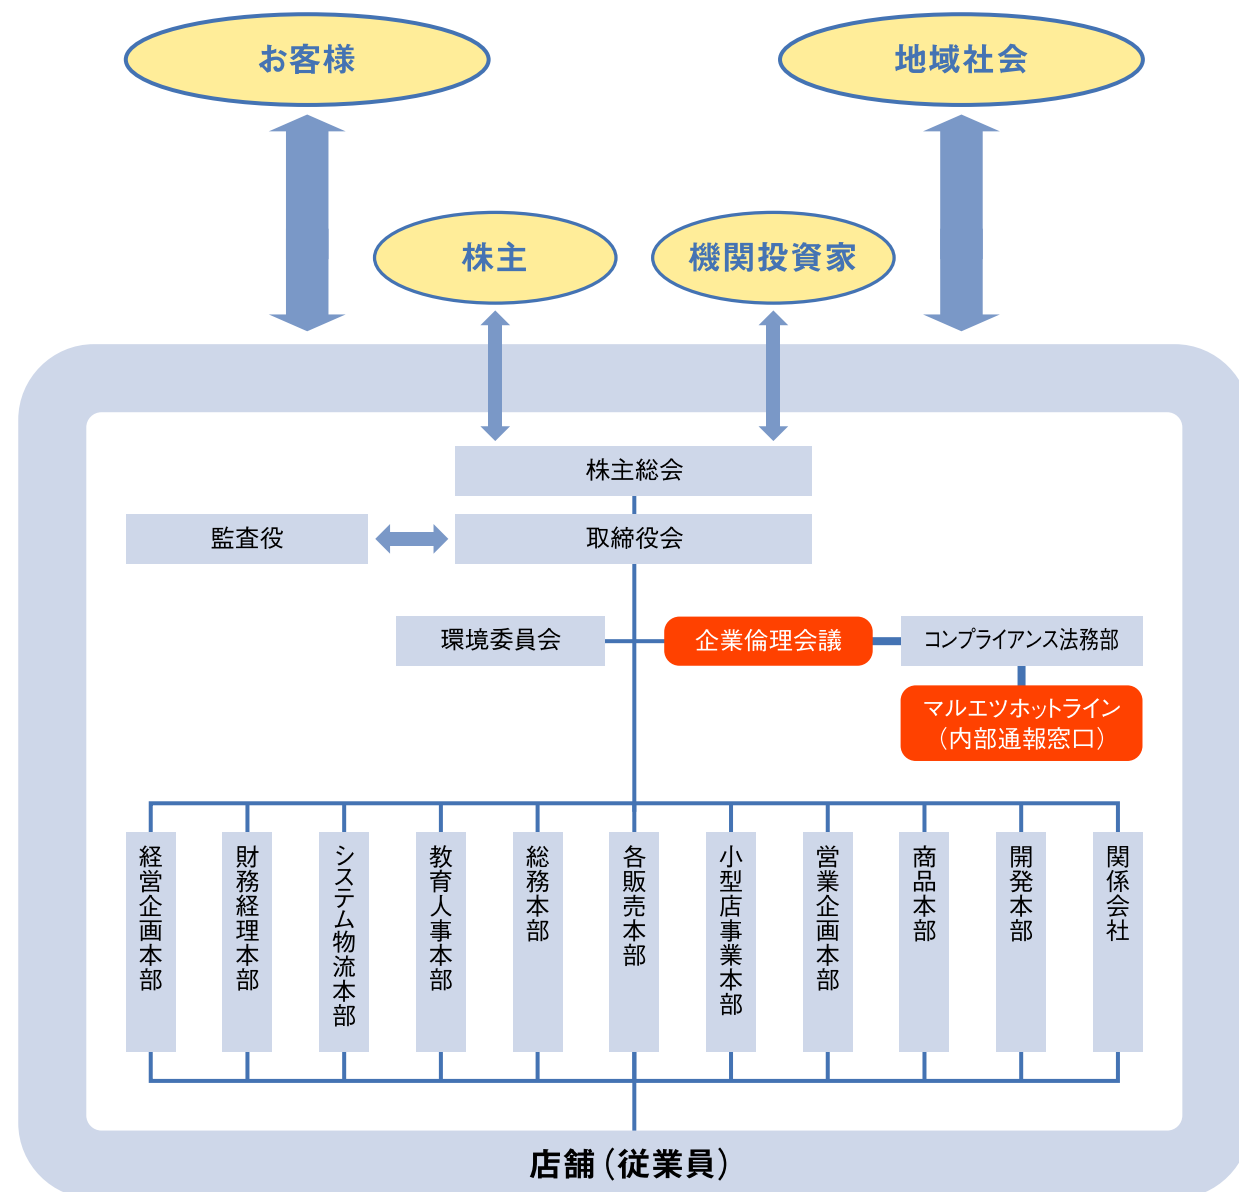 お客様
地域社会
株主
機関投資家
株主総会
監査役
取締役会
環境委員会
企業倫理会議
コンプライアンス法務部
マルエツホットライン
（内部通報窓口）
経営企画本部
財務経理本部
システム物流本部
教育人事本部
総務本部
各販売本部
小型店事業本部
営業企画本部
商品本部
開発本部
関係会社
店舗（従業員）